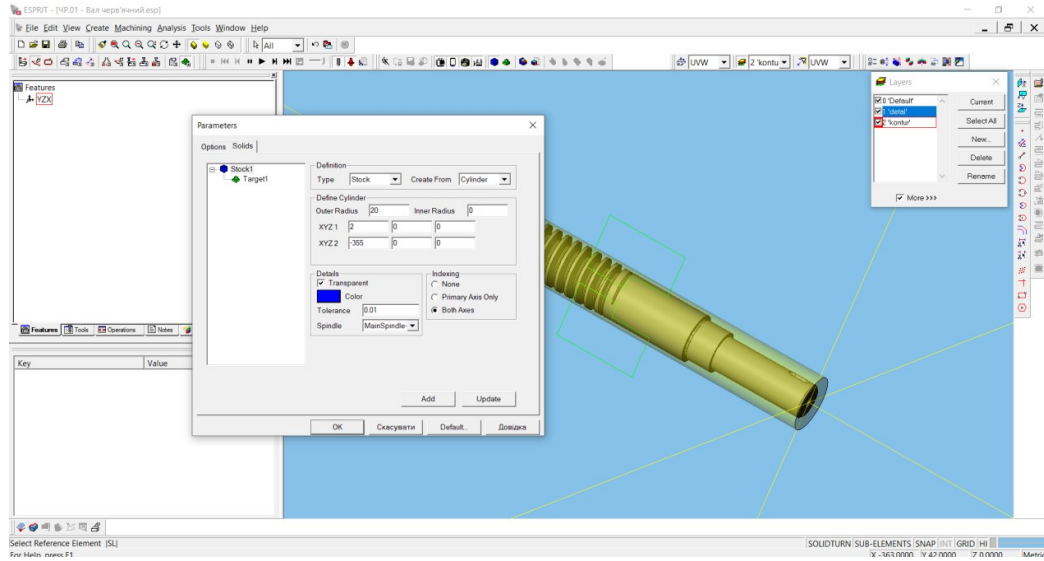 ESPRIT - [ЧР.01 - Вал черв'ячний.esp]
File Edit View Create Machining Analysis Tools Window Help
All
UVW 2 'kontu UVW
Features
YZX
Layers
0 'Default'
1 'detal'
2 'kontur'
Current
Select All
New...
Delete
Rename
More >>>
Parameters
Options Solids
Stock1
Target1
Definition
Type Stock Create From Cylinder
Define Cylinder
Outer Radius 20 Inner Radius 0
XYZ 1 2 0 0
XYZ 2 -355 0 0
Details
Transparent
Color
Tolerance 0.01
Spindle MainSpindle-
Indexing
None
Primary Axis Only
Both Axes
Add Update
OK Скасувати Default.. Довідка
Features Tools Operations Notes
Key Value
Select Reference Element |SL|
SOLIDTURN SUB-ELEMENTS SNAP INT GRID HI
For Help, press F1
X -363.0000 Y 42.0000 Z 0.0000 Metric